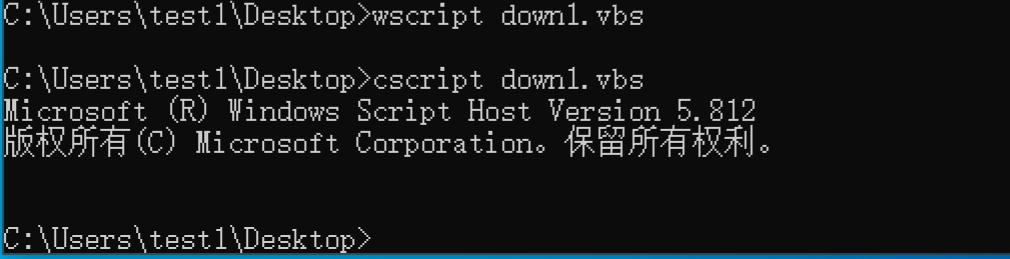 C:\Users\test1\Desktop>wscript down1.vbs
C:\Users\test1\Desktop>cscript down1.vbs
Microsoft (R) Windows Script Host Version 5.812
版权所有(C) Microsoft Corporation。保留所有权利。
C:\Users\test1\Desktop>